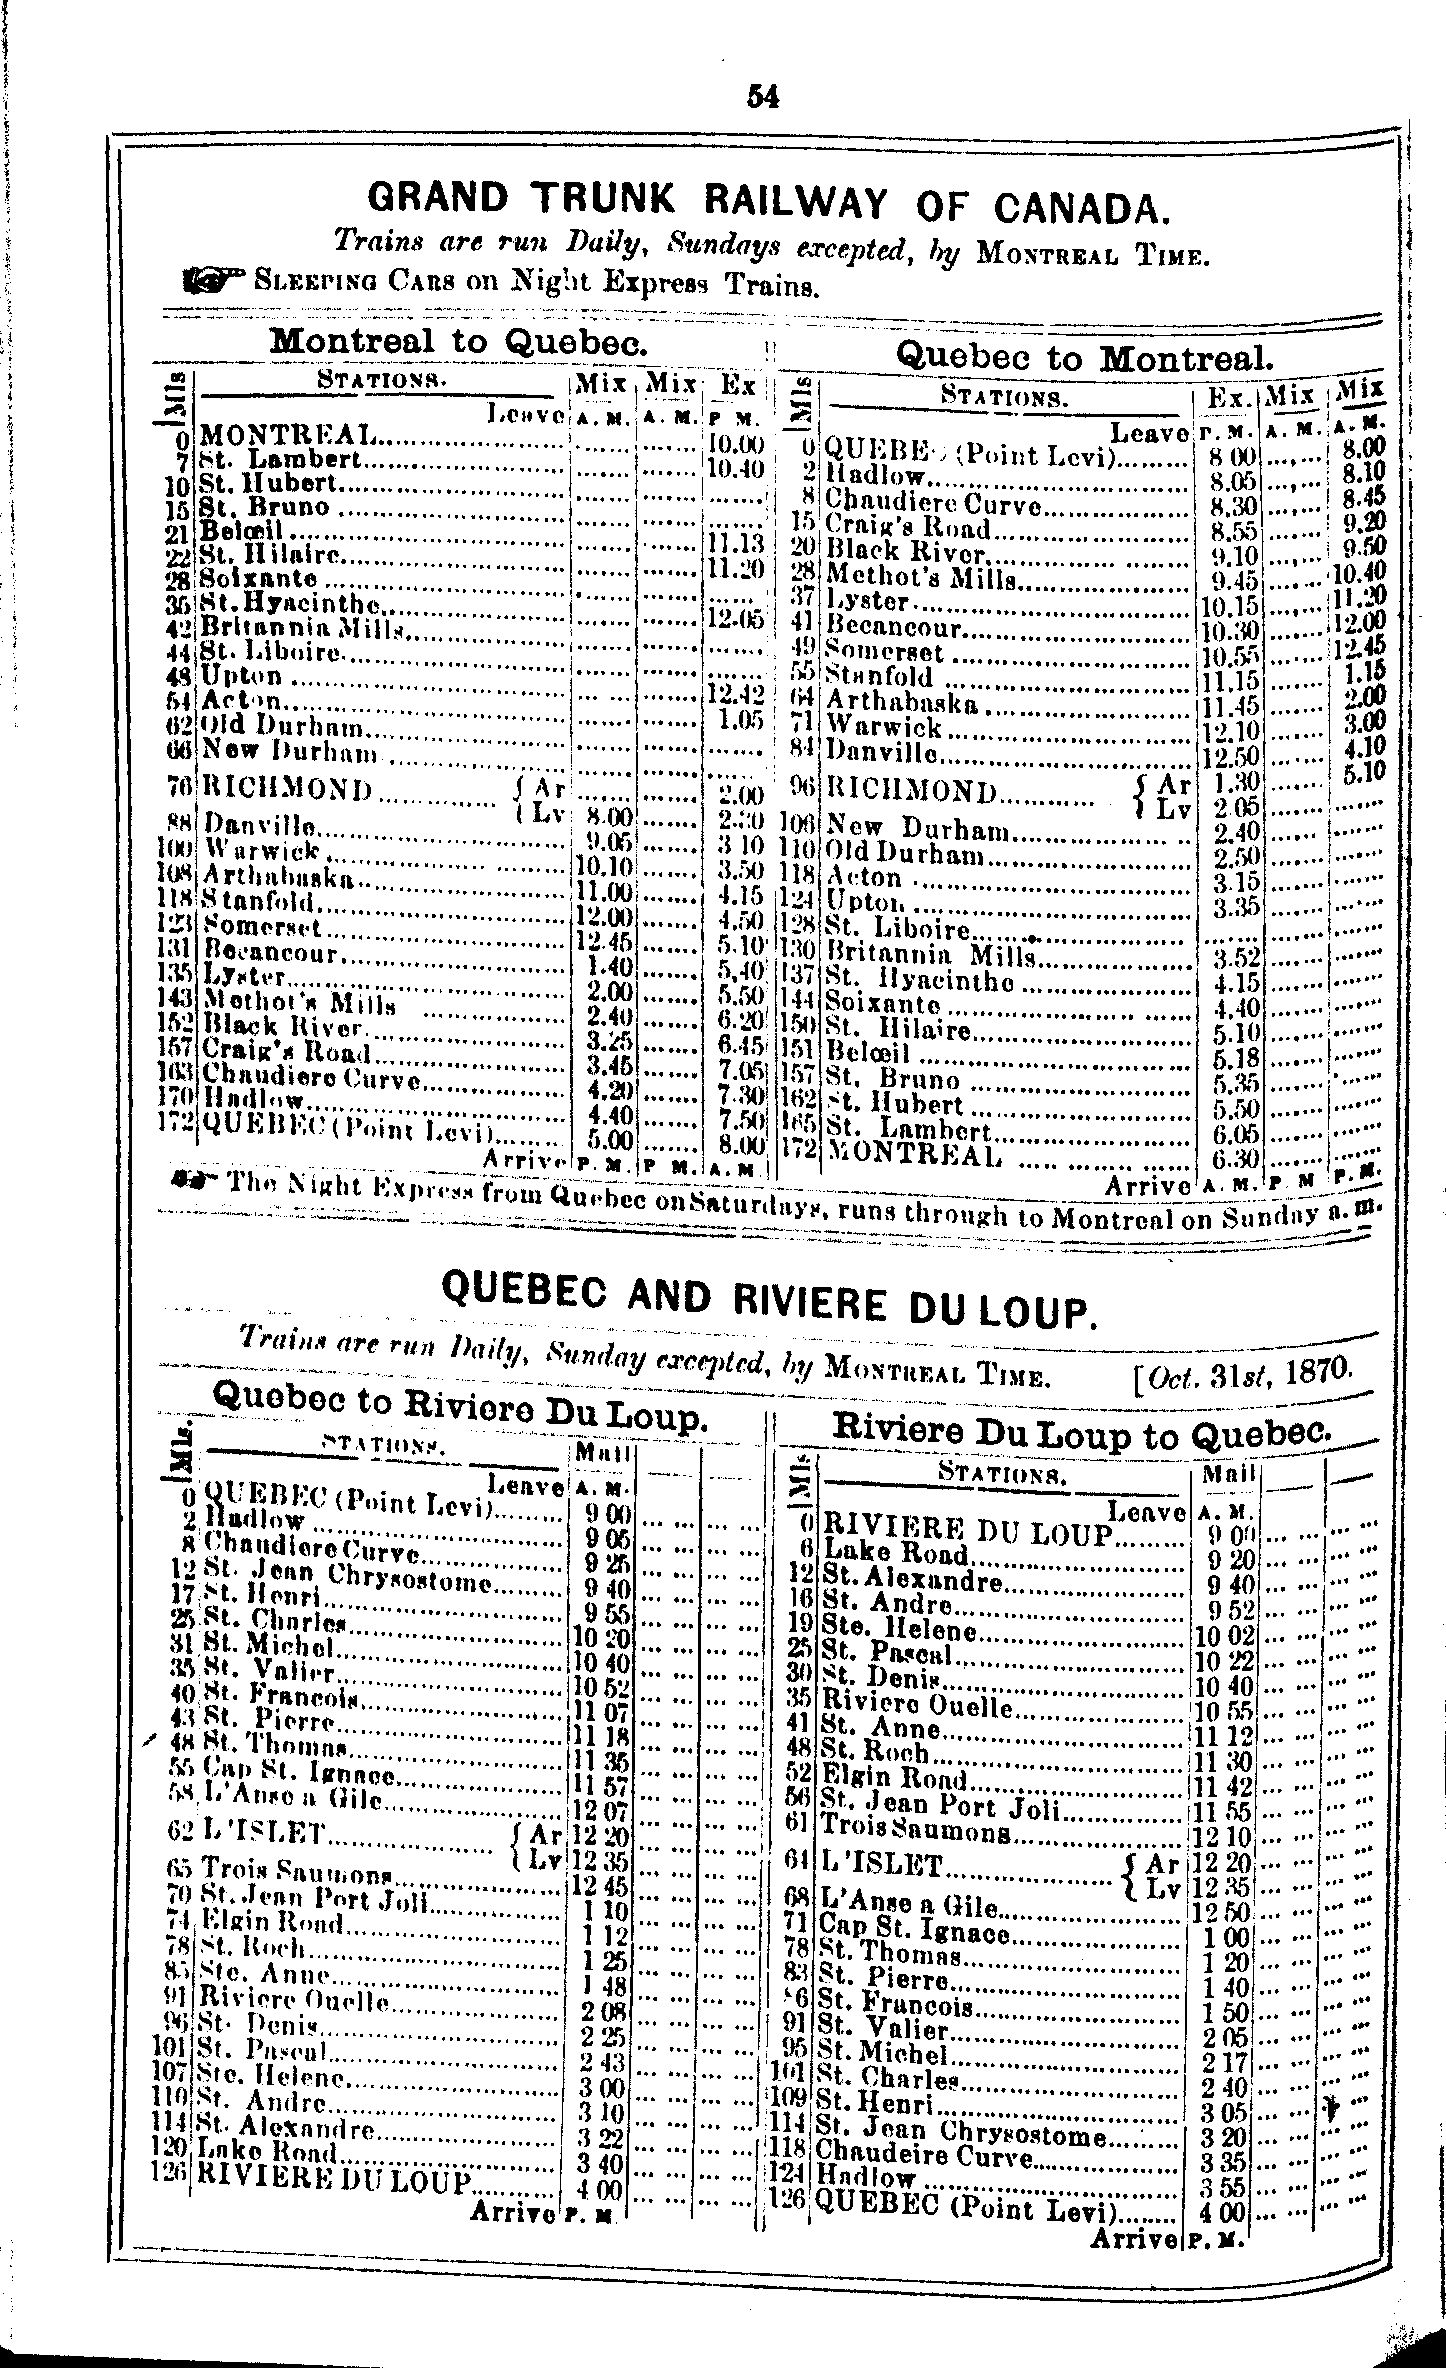 54
GRAND TRUNK RAILWAY OF CANADA.
Trains are run Daily, Sundays excepted, by MONTREAL TIME.
☞ SLEEPING CARS on Night Express Trains.
Montreal to Quebec.
Mls STATIONS. Mix Mix Ex
Leave A. M. A. M. P M.
0 MONTREAL 10.00
7 St. Lambert 10.40
10 St. Hubert
15 St. Bruno
21 Belœil 11.13
22 St. Hilaire 11.20
28 Soixante
35 St. Hyacinthe 12.05
42 Britannia Mills
44 St. Liboire
48 Upton 12.42
54 Acton 1.05
62 Old Durham
66 New Durham
76 RICHMOND { Ar 2.00
{ Lv 8.00 2.20
88 Danville 9.05 3 10
100 Warwick 10.10 3.50
108 Arthabaska 11.00 4.15
118 Stanfold 12.00 4.50
123 Somerset 12.45 5.10
131 Becancour 1.40 5.40
135 Lyster 2.00 5.50
143 Methot's Mills 2.40 6.20
152 Black River 3.25 6.45
157 Craig's Road 3.45 7.05
163 Chaudiere Curve 4.20 7.30
170 Hadlow 4.40 7.50
172 QUEBEC (Point Levi) 5.00 8.00
Arrive P. M. P M. A. M.
Quebec to Montreal.
Mls STATIONS. Ex. Mix Mix
Leave P. M. A. M. A. M.
0 QUEBE (Point Levi) 8 00 8.00
2 Hadlow 8.05 8.10
8 Chaudiere Curve 8.30 8.45
15 Craig's Road 8.55 9.20
20 Black River 9.10 9.50
28 Methot's Mills 9.45 10.40
37 Lyster 10.15 11.20
41 Becancour 10.30 12.00
49 Somerset 10.55 12.45
55 Stanfold 11.15 1.15
64 Arthabaska 11.45 2.00
71 Warwick 12.10 3.00
84 Danville 12.50 4.10
96 RICHMOND { Ar 1.30 5.10
{ Lv 2 05
106 New Durham 2.40
110 Old Durham 2.50
118 Acton 3.15
124 Upton 3.35
128 St. Liboire
130 Britannia Mills 3.52
137 St. Hyacinthe 4.15
144 Soixante 4.40
150 St. Hilaire 5.10
151 Belœil 5.18
157 St. Bruno 5.35
162 St. Hubert 5.50
165 St. Lambert 6.05
172 MONTREAL 6.30
Arrive A. M. P M P. M.
☞ The Night Express from Quebec on Saturdays, runs through to Montreal on Sunday a. m.
QUEBEC AND RIVIERE DU LOUP.
Trains are run Daily, Sunday excepted, by MONTREAL TIME. [Oct. 31st, 1870.
Quebec to Riviere Du Loup.
Mls. STATIONS. Mail
Leave A. M.
0 QUEBEC (Point Levi) 9 00
2 Hadlow 9 05
8 Chaudiere Curve 9 25
12 St. Jean Chrysostome 9 40
17 St. Henri 9 55
25 St. Charles 10 20
31 St. Michel 10 40
35 St. Valier 10 52
40 St. Francois 11 07
43 St. Pierre 11 18
48 St. Thomas 11 35
55 Cap St. Ignace 11 57
58 L'Anse a Gile 12 07
62 L'ISLET { Ar 12 20
{ Lv 12 35
65 Trois Saumons 12 45
70 St. Jean Port Joli 1 10
74 Elgin Road 1 12
78 St. Roch 1 25
85 Ste. Anne 1 48
91 Riviere Ouelle 2 08
96 St. Denis 2 25
101 St. Pascal 2 43
107 Ste. Helene 3 00
110 St. Andre 3 10
114 St. Alexandre 3 22
120 Lake Road 3 40
126 RIVIERE DU LOUP 4 00
Arrive P. M.
Riviere Du Loup to Quebec.
Mls STATIONS. Mail
Leave A. M.
0 RIVIERE DU LOUP 9 00
6 Lake Road 9 20
12 St. Alexandre 9 40
16 St. Andre 9 52
19 Ste. Helene 10 02
25 St. Pascal 10 22
30 St. Denis 10 40
35 Riviere Ouelle 10 55
41 St. Anne 11 12
48 St. Roch 11 30
52 Elgin Road 11 42
56 St. Jean Port Joli 11 55
61 Trois Saumons 12 10
64 L'ISLET { Ar 12 20
{ Lv 12 35
68 L'Anse a Gile 12 50
71 Cap St. Ignace 1 00
78 St. Thomas 1 20
83 St. Pierre 1 40
86 St. Francois 1 50
91 St. Valier 2 05
95 St. Michel 2 17
101 St. Charles 2 40
109 St. Henri 3 05
114 St. Jean Chrysostome 3 20
118 Chaudeire Curve 3 35
124 Hadlow 3 55
126 QUEBEC (Point Levi) 4 00
Arrive P. M.